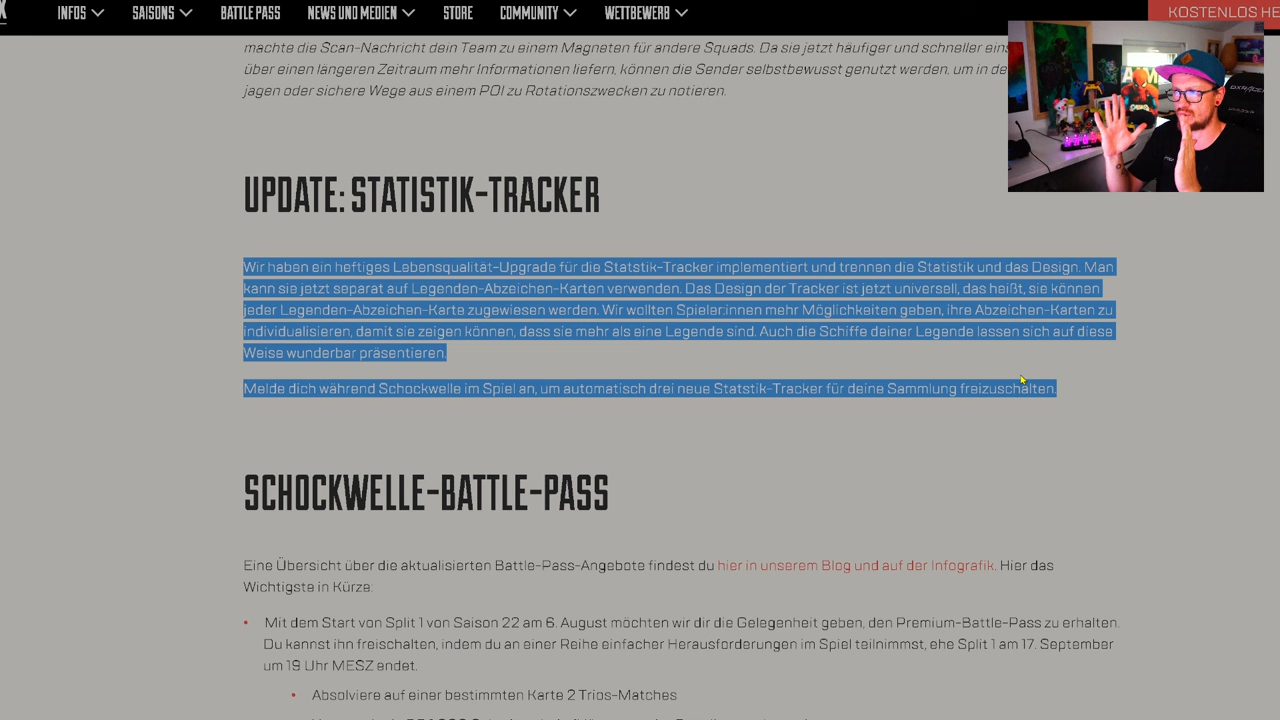 INFOS SAISONS BATTLE PASS NEWS UND MEDIEN STORE COMMUNITY WETTBEWERB KOSTENLOS HE
machte die Scan-Nachricht dein Team zu einem Magneten für andere Squads. Da sie jetzt häufiger und schneller eins
über einen längeren Zeitraum mehr Informationen liefern, können die Sender selbstbewusst genutzt werden, um in de
jagen oder sichere Wege aus einem POI zu Rotationszwecken zu notieren.
UPDATE: STATISTIK-TRACKER
Wir haben ein heftiges Lebensqualität-Upgrade für die Statstik-Tracker implementiert und trennen die Statistik und das Design. Man
kann sie jetzt separat auf Legenden-Abzeichen-Karten verwenden. Das Design der Tracker ist jetzt universell, das heißt, sie können
jeder Legenden-Abzeichen-Karte zugewiesen werden. Wir wollten Spieler:innen mehr Möglichkeiten geben, ihre Abzeichen-Karten zu
individualisieren, damit sie zeigen können, dass sie mehr als eine Legende sind. Auch die Schiffe deiner Legende lassen sich auf diese
Weise wunderbar präsentieren.
Melde dich während Schockwelle im Spiel an, um automatisch drei neue Statstik-Tracker für deine Sammlung freizuschalten.
SCHOCKWELLE-BATTLE-PASS
Eine Übersicht über die aktualisierten Battle-Pass-Angebote findest du hier in unserem Blog und auf der Infografik. Hier das
Wichtigste in Kürze:
• Mit dem Start von Split 1 von Saison 22 am 6. August möchten wir dir die Gelegenheit geben, den Premium-Battle-Pass zu erhalten.
Du kannst ihn freischalten, indem du an einer Reihe einfacher Herausforderungen im Spiel teilnimmst, ehe Split 1 am 17. September
um 19 Uhr MESZ endet.
• Absolviere auf einer bestimmten Karte 2 Trios-Matches